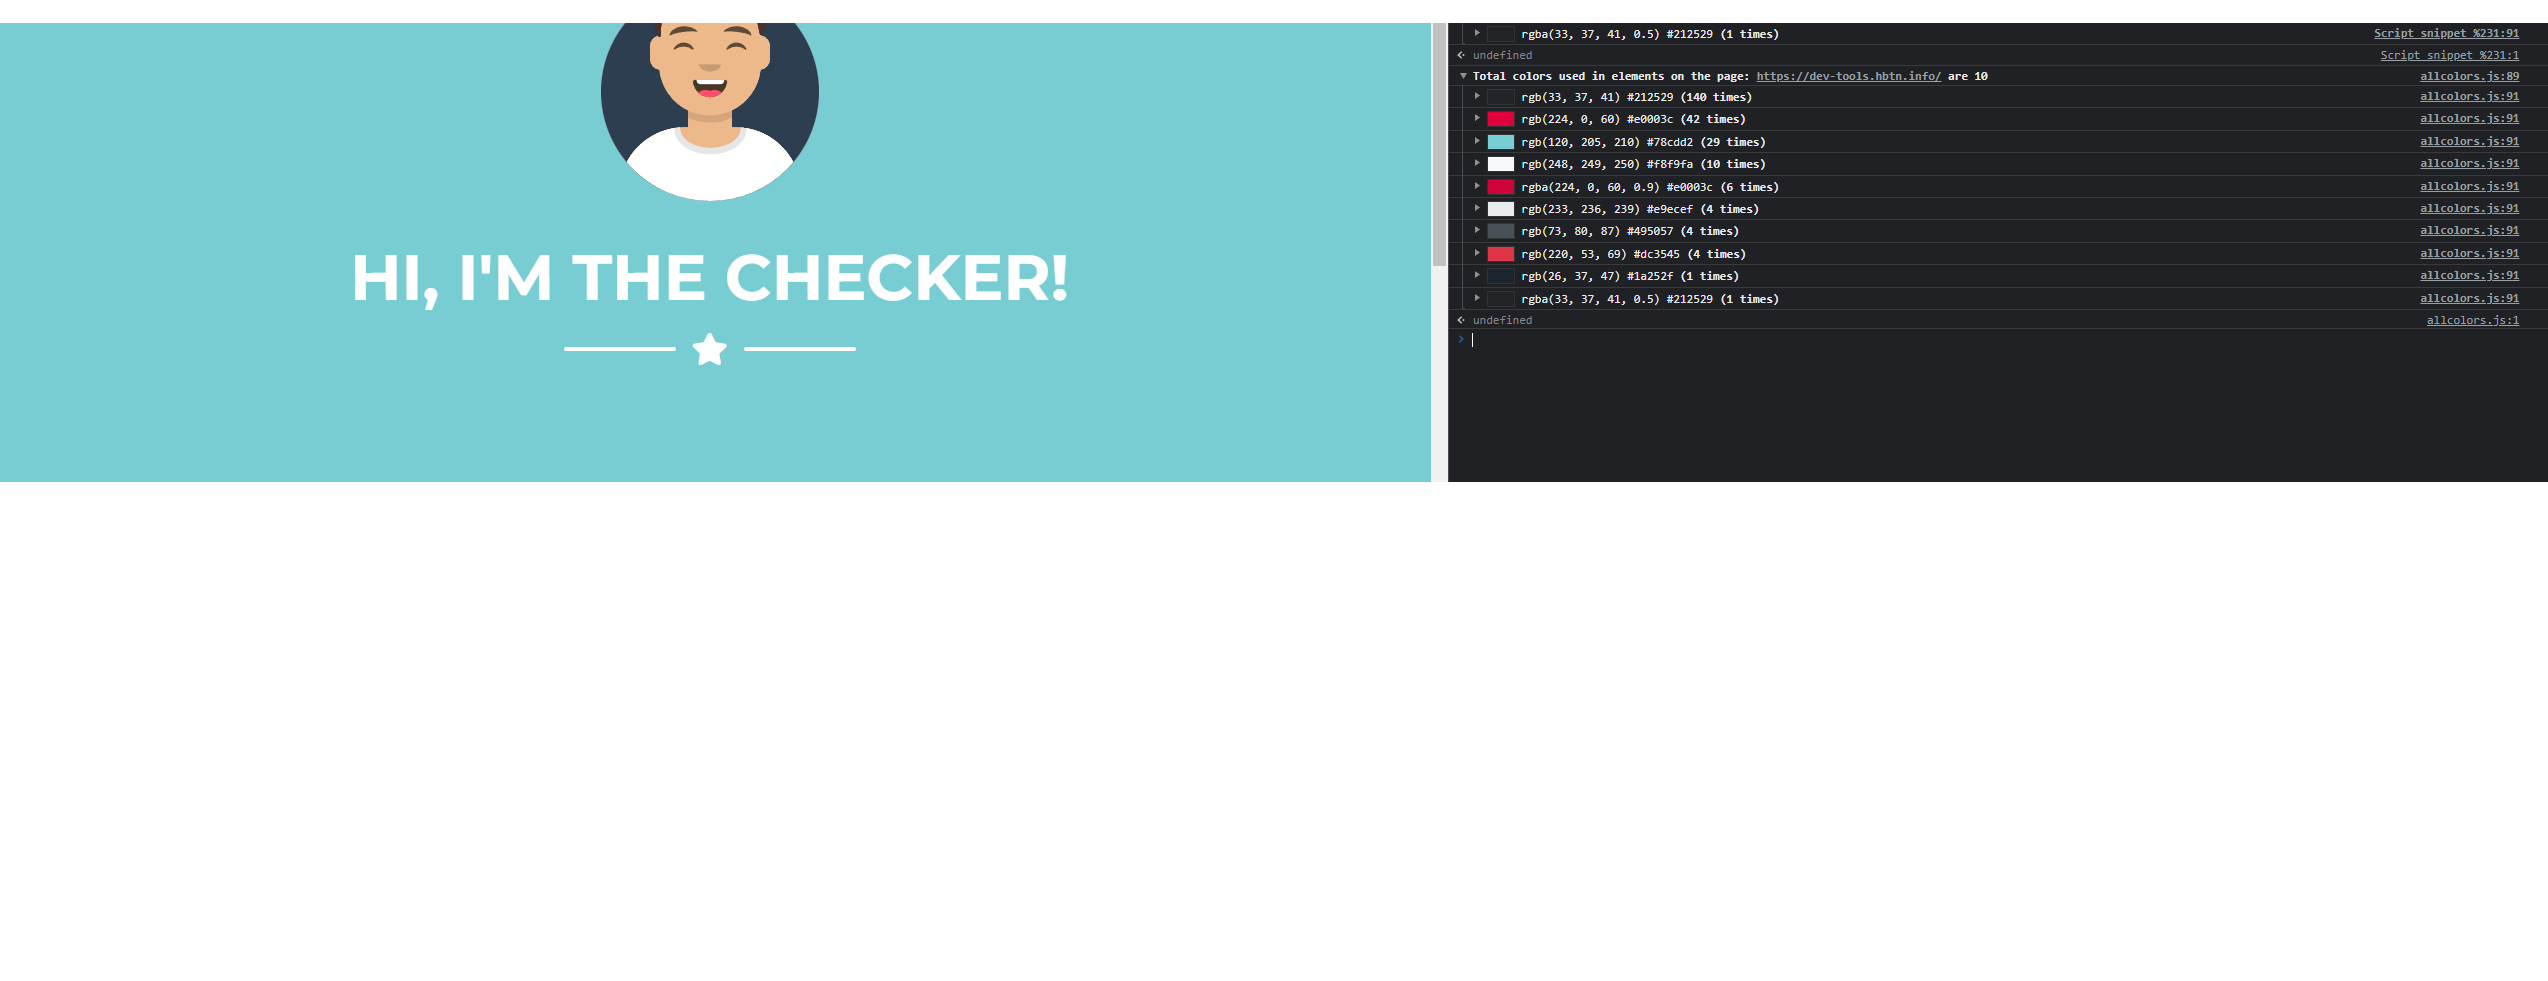 HI, I'M THE CHECKER!
rgba(33, 37, 41, 0.5) #212529 (1 times) Script snippet %231:91
undefined Script snippet %231:1
Total colors used in elements on the page: https://dev-tools.hbtn.info/ are 10 allcolors.js:89
rgb(33, 37, 41) #212529 (140 times) allcolors.js:91
rgb(224, 0, 60) #e0003c (42 times) allcolors.js:91
rgb(120, 205, 210) #78cdd2 (29 times) allcolors.js:91
rgb(248, 249, 250) #f8f9fa (10 times) allcolors.js:91
rgba(224, 0, 60, 0.9) #e0003c (6 times) allcolors.js:91
rgb(233, 236, 239) #e9ecef (4 times) allcolors.js:91
rgb(73, 80, 87) #495057 (4 times) allcolors.js:91
rgb(220, 53, 69) #dc3545 (4 times) allcolors.js:91
rgb(26, 37, 47) #1a252f (1 times) allcolors.js:91
rgba(33, 37, 41, 0.5) #212529 (1 times) allcolors.js:91
undefined allcolors.js:1